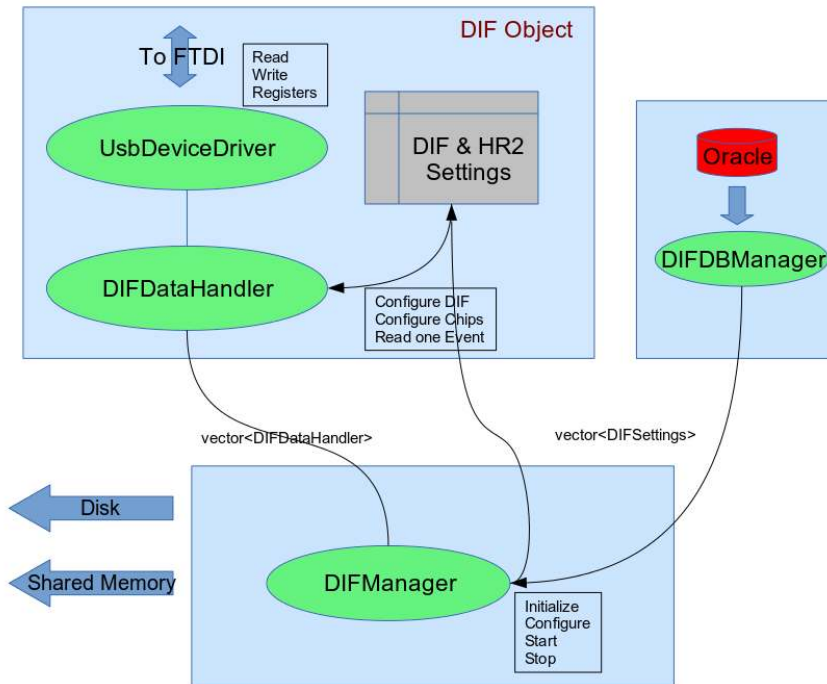 DIF Object
To FTDI
Read
Write
Registers
UsbDeviceDriver
DIF & HR2
Settings
Oracle
DIFDBManager
DIFDataHandler
Configure DIF
Configure Chips
Read one Event
vector<DIFDataHandler>
vector<DIFSettings>
Disk
Shared Memory
DIFManager
Initialize
Configure
Start
Stop